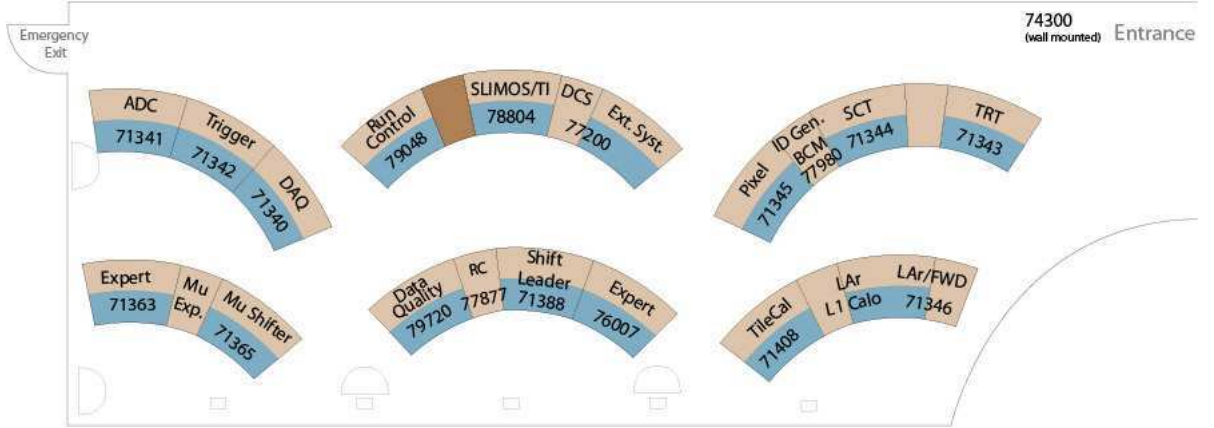 74300
(wall mounted)
Entrance
Emergency
Exit
ADC
71341
Trigger
71342
DAQ
71340
Run
Control
79048
SLIMOS/TI
78804
DCS
77200
Ext. Syst.
Pixel
71345
ID Gen.
BCM
77980
SCT
71344
TRT
71343
Expert
71363
Mu
Exp.
Mu Shifter
71365
Data
Quality
79720
RC
77877
Shift
Leader
71388
Expert
76007
TileCal
71408
LAr
L1 Calo
LAr/FWD
71346